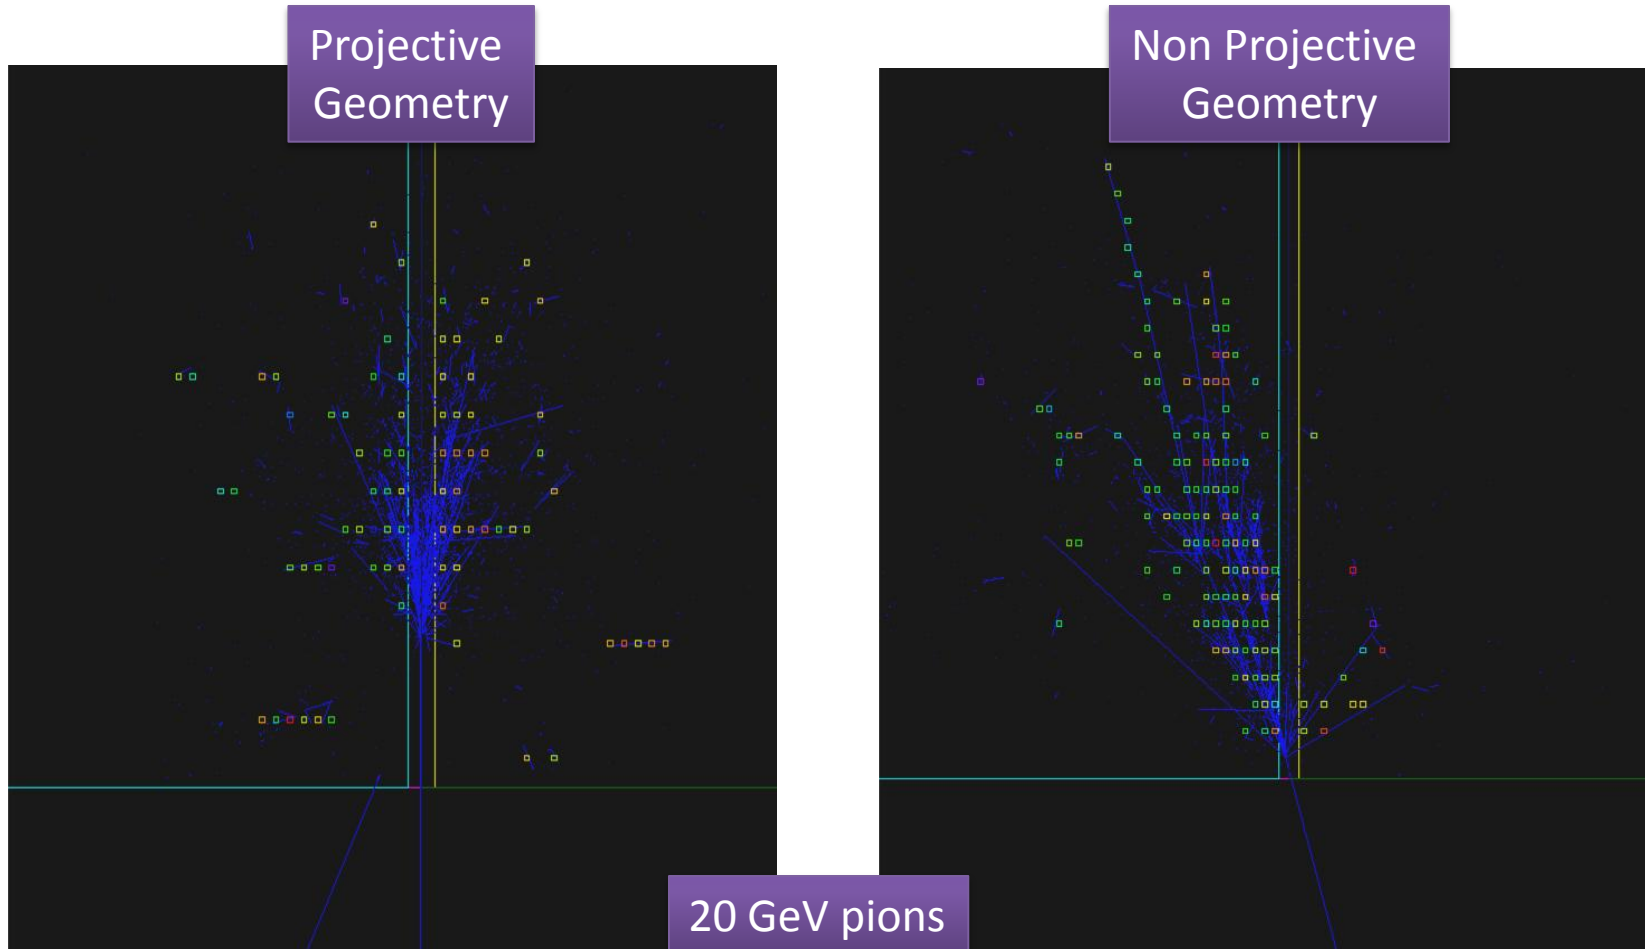 Projective
Geometry
Non Projective
Geometry
20 GeV pions